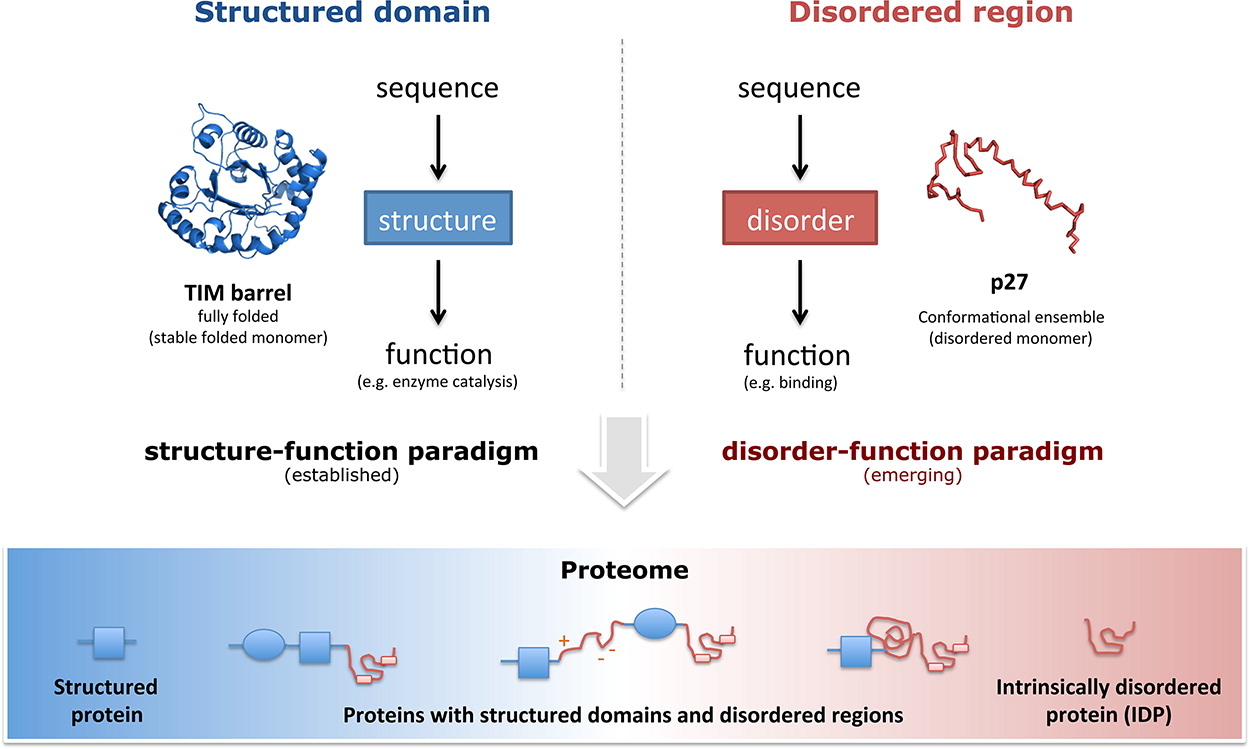 Structured domain
Disordered region
sequence
structure
function
(e.g. enzyme catalysis)
TIM barrel
fully folded
(stable folded monomer)
sequence
disorder
function
(e.g. binding)
p27
Conformational ensemble
(disordered monomer)
structure-function paradigm
(established)
disorder-function paradigm
(emerging)
Proteome
+
-
-
Structured
protein
Proteins with structured domains and disordered regions
Intrinsically disordered
protein (IDP)